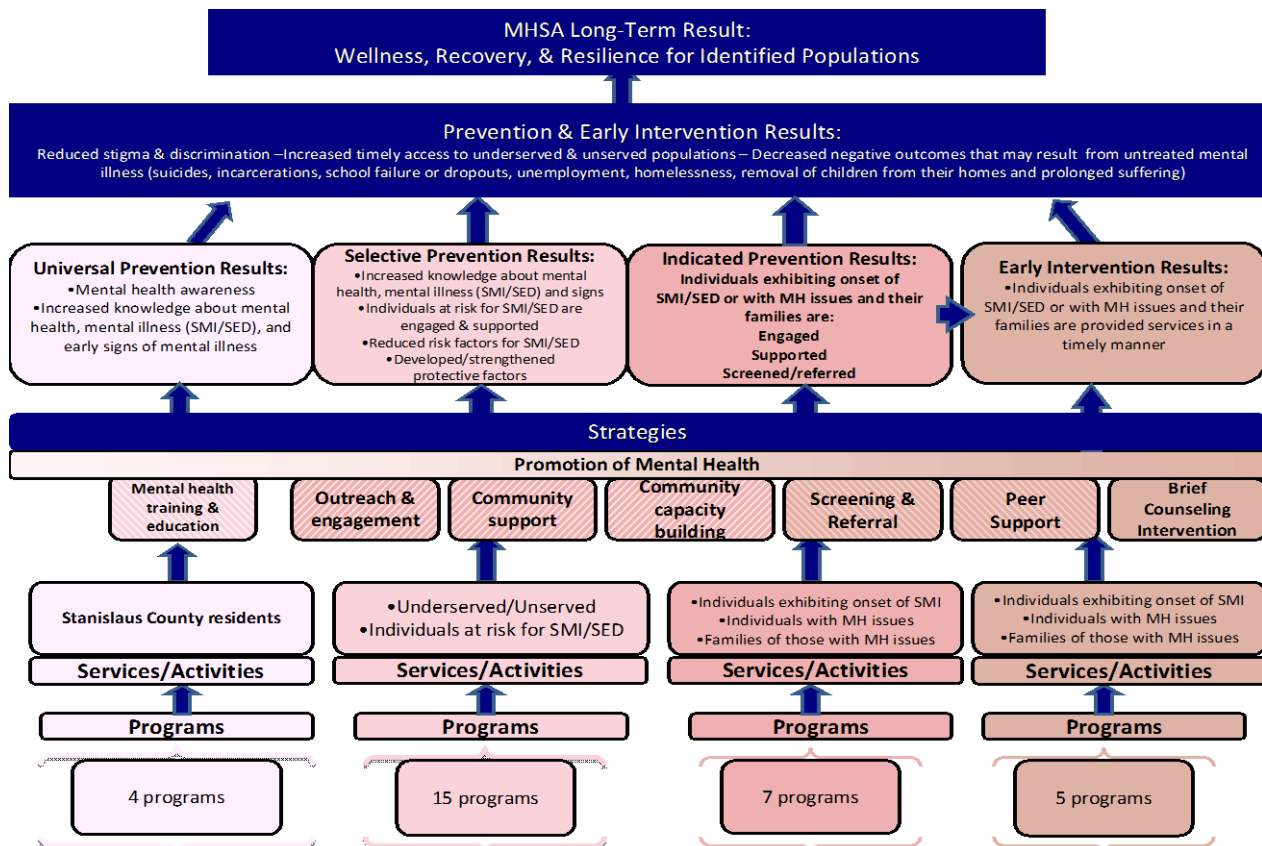 MHSA Long-Term Result:
Wellness, Recovery, & Resilience for Identified Populations
Prevention & Early Intervention Results:
Reduced stigma & discrimination –Increased timely access to underserved & unserved populations – Decreased negative outcomes that may result from untreated mental
illness (suicides, incarcerations, school failure or dropouts, unemployment, homelessness, removal of children from their homes and prolonged suffering)
Universal Prevention Results:
•Mental health awareness
•Increased knowledge about mental
health, mental illness (SMI/SED), and
early signs of mental illness
Selective Prevention Results:
•Increased knowledge about mental
health, mental illness (SMI/SED) and signs
•Individuals at risk for SMI/SED are
engaged & supported
•Reduced risk factors for SMI/SED
•Developed/strengthened
protective factors
Indicated Prevention Results:
Individuals exhibiting onset of
SMI/SED or with MH issues and their
families are:
Engaged
Supported
Screened/referred
Early Intervention Results:
•Individuals exhibiting onset of
SMI/SED or with MH issues and their
families are provided services in a
timely manner
Strategies
Promotion of Mental Health
Mental health
training &
education
Outreach &
engagement
Community
support
Community
capacity
building
Screening &
Referral
Peer
Support
Brief
Counseling
Intervention
Stanislaus County residents
•Underserved/Unserved
•Individuals at risk for SMI/SED
•Individuals exhibiting onset of SMI
•Individuals with MH issues
•Families of those with MH issues
•Individuals exhibiting onset of SMI
•Individuals with MH issues
•Families of those with MH issues
Services/Activities
Services/Activities
Services/Activities
Services/Activities
Programs
Programs
Programs
Programs
4 programs
15 programs
7 programs
5 programs